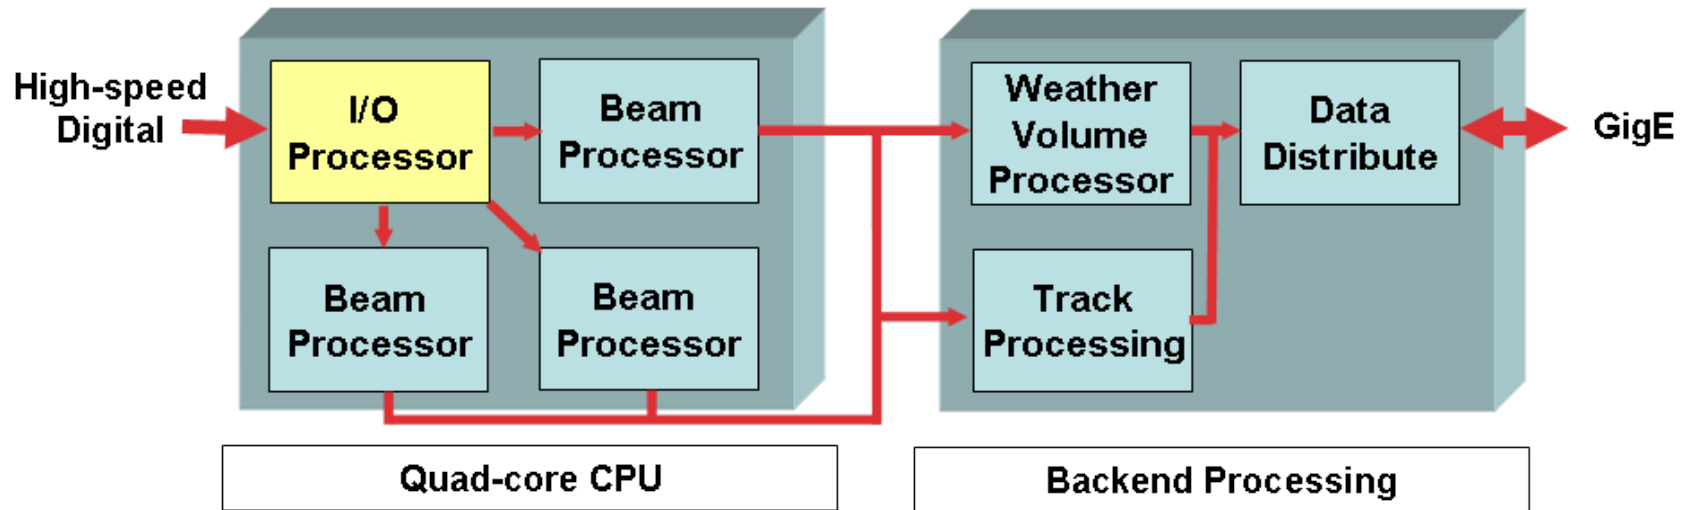 High-speed
Digital
I/O
Processor
Beam
Processor
Beam
Processor
Beam
Processor
Quad-core CPU
Weather
Volume
Processor
Data
Distribute
Track
Processing
GigE
Backend Processing